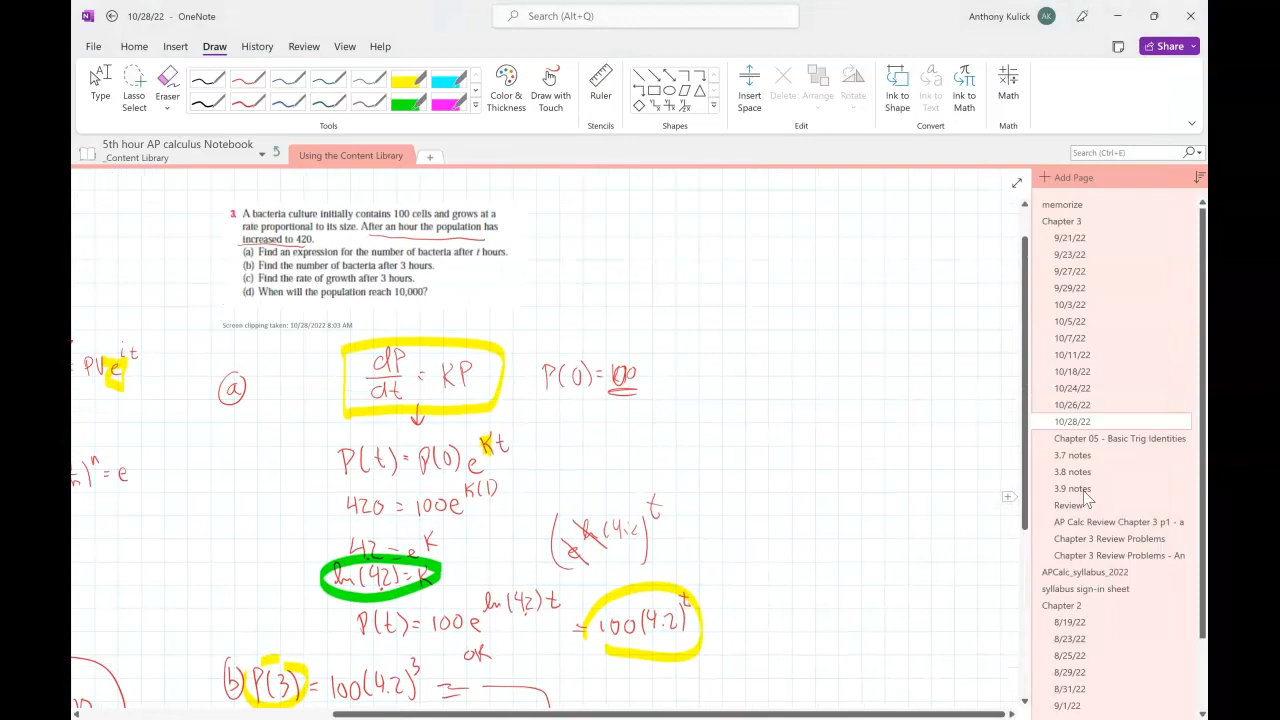 10/28/22 - OneNote
Search (Alt+Q)
Anthony Kulick
AK
File Home Insert Draw History Review View Help
Share
Type
Lasso Select
Eraser
Color & Thickness
Draw with Touch
Ruler
Shapes
Insert Space
Delete
Arrange
Rotate
Ink to Shape
Ink to Text
Ink to Math
Math
Tools
Stencils
Edit
Convert
Math
5th hour AP calculus Notebook
_Content Library
Using the Content Library
Search (Ctrl+E)
3. A bacteria culture initially contains 100 cells and grows at a
rate proportional to its size. After an hour the population has
increased to 420.
(a) Find an expression for the number of bacteria after t hours.
(b) Find the number of bacteria after 3 hours.
(c) Find the rate of growth after 3 hours.
(d) When will the population reach 10,000?
Screen clipping taken: 10/28/2022 8:03 AM
= PVe^it
)^n = e
(a)
dP/dt = KP P(0)=100
P(t) = P(0)e^Kt
420 = 100e^K(1)
4.2 = e^K
ln(4.2) = K
P(t) = 100e^ln(4.2)t = 100(4.2)^t
OR
(b) P(3) = 100(4.2)^3 =
Add Page
memorize
Chapter 3
9/21/22
9/23/22
9/27/22
9/29/22
10/3/22
10/5/22
10/7/22
10/11/22
10/18/22
10/24/22
10/26/22
10/28/22
Chapter 05 - Basic Trig Identities
3.7 notes
3.8 notes
3.9 notes
Review
AP Calc Review Chapter 3 p1 - a
Chapter 3 Review Problems
Chapter 3 Review Problems - An
APCalc_syllabus_2022
syllabus sign-in sheet
Chapter 2
8/19/22
8/23/22
8/25/22
8/29/22
8/31/22
9/1/22